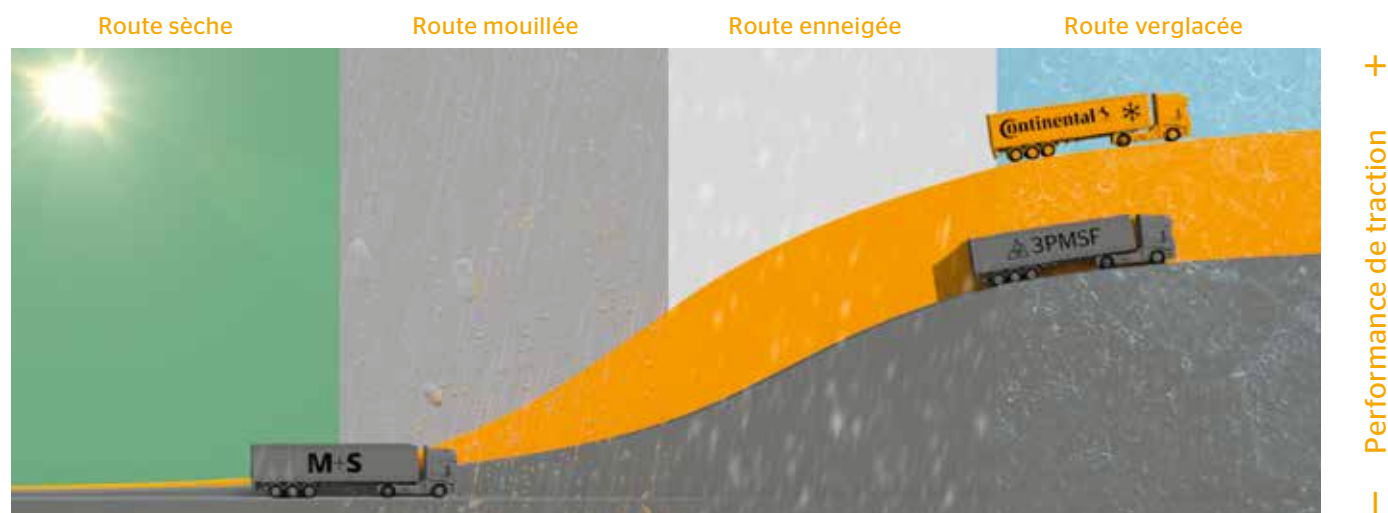 Route sèche
Route mouillée
Route enneigée
Route verglacée
Continental
3PMSF
M+S
+
Performance de traction
–